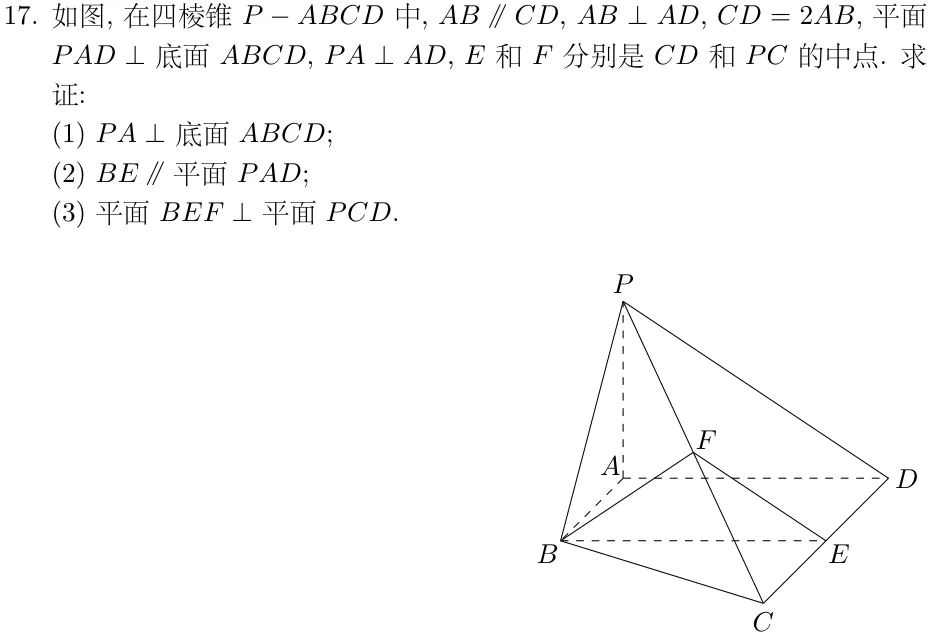 17. 如图, 在四棱锥 P − ABCD 中, AB ∥ CD, AB ⊥ AD, CD = 2AB, 平面
PAD ⊥ 底面 ABCD, PA ⊥ AD, E 和 F 分别是 CD 和 PC 的中点. 求
证:
(1) PA ⊥ 底面 ABCD;
(2) BE ∥ 平面 PAD;
(3) 平面 BEF ⊥ 平面 PCD.
P
F
A
D
B
E
C